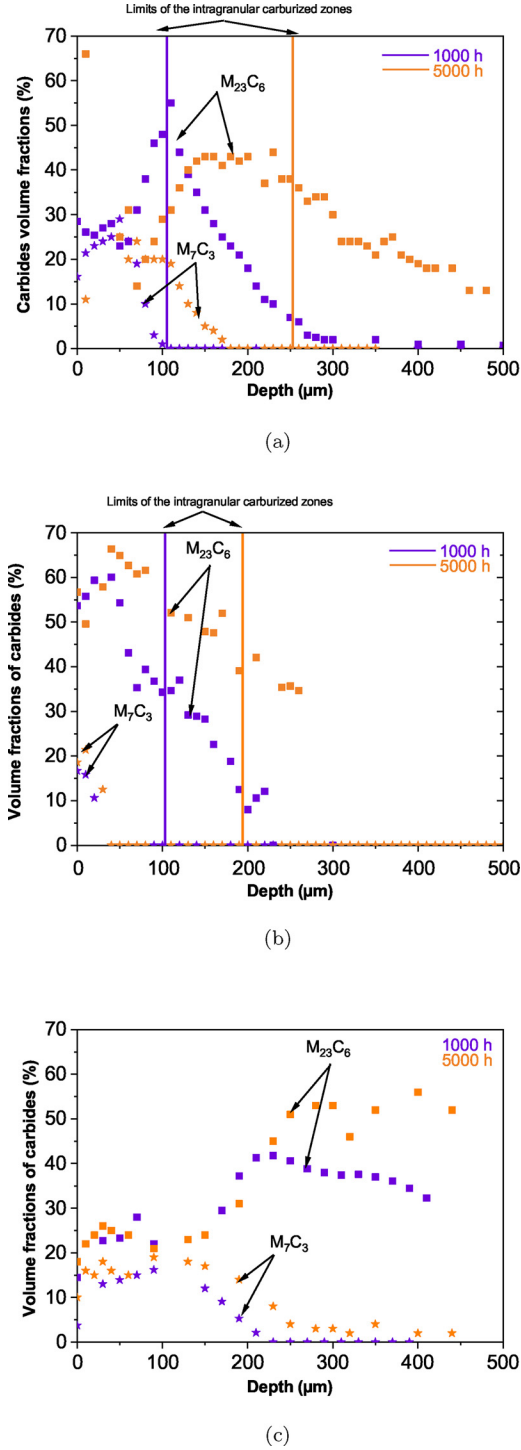 Limits of the intragranular carburized zones
70
60
50
40
30
20
10
0
Carbides volume fractions (%)
1000 h
5000 h
M23C6
M7C3
0 100 200 300 400 500
Depth (µm)
(a)
Limits of the intragranular carburized zones
70
60
50
40
30
20
10
0
Volume fractions of carbides (%)
1000 h
5000 h
M23C6
M7C3
0 100 200 300 400 500
Depth (µm)
(b)
70
60
50
40
30
20
10
0
Volume fractions of carbides (%)
1000 h
5000 h
M23C6
M7C3
0 100 200 300 400 500
Depth (µm)
(c)